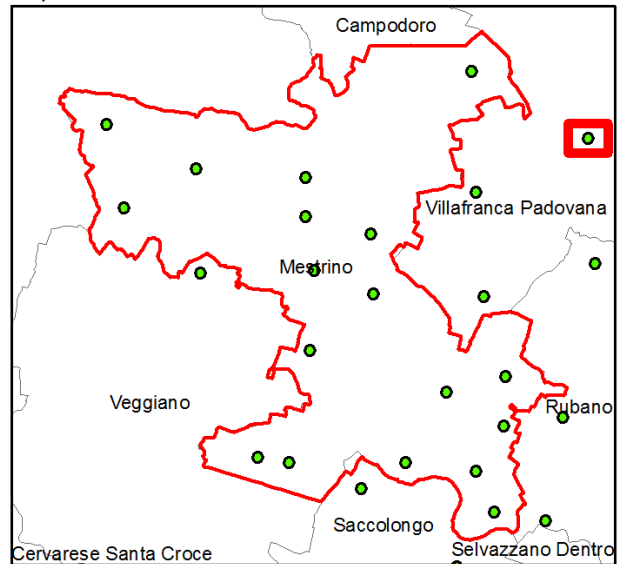 Campodoro
Villafranca Padovana
Mestrino
Veggiano
Rubano
Saccolongo
Cervarese Santa Croce
Selvazzano Dentro